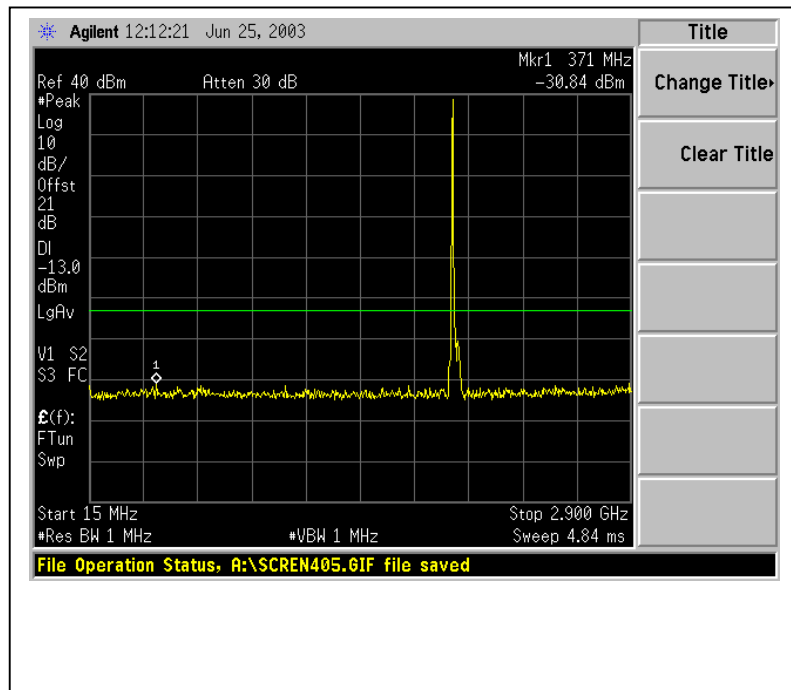 Agilent 12:12:21 Jun 25, 2003
Title
Mkr1 371 MHz
Ref 40 dBm Atten 30 dB -30.84 dBm
#Peak
Log
10
dB/
Offst
21
dB
DI
-13.0
dBm
LgAv
V1 S2
S3 FC
£(f):
FTun
Swp
1
Start 15 MHz Stop 2.900 GHz
#Res BW 1 MHz #VBW 1 MHz Sweep 4.84 ms
File Operation Status, A:\SCREN405.GIF file saved
Change Title
Clear Title